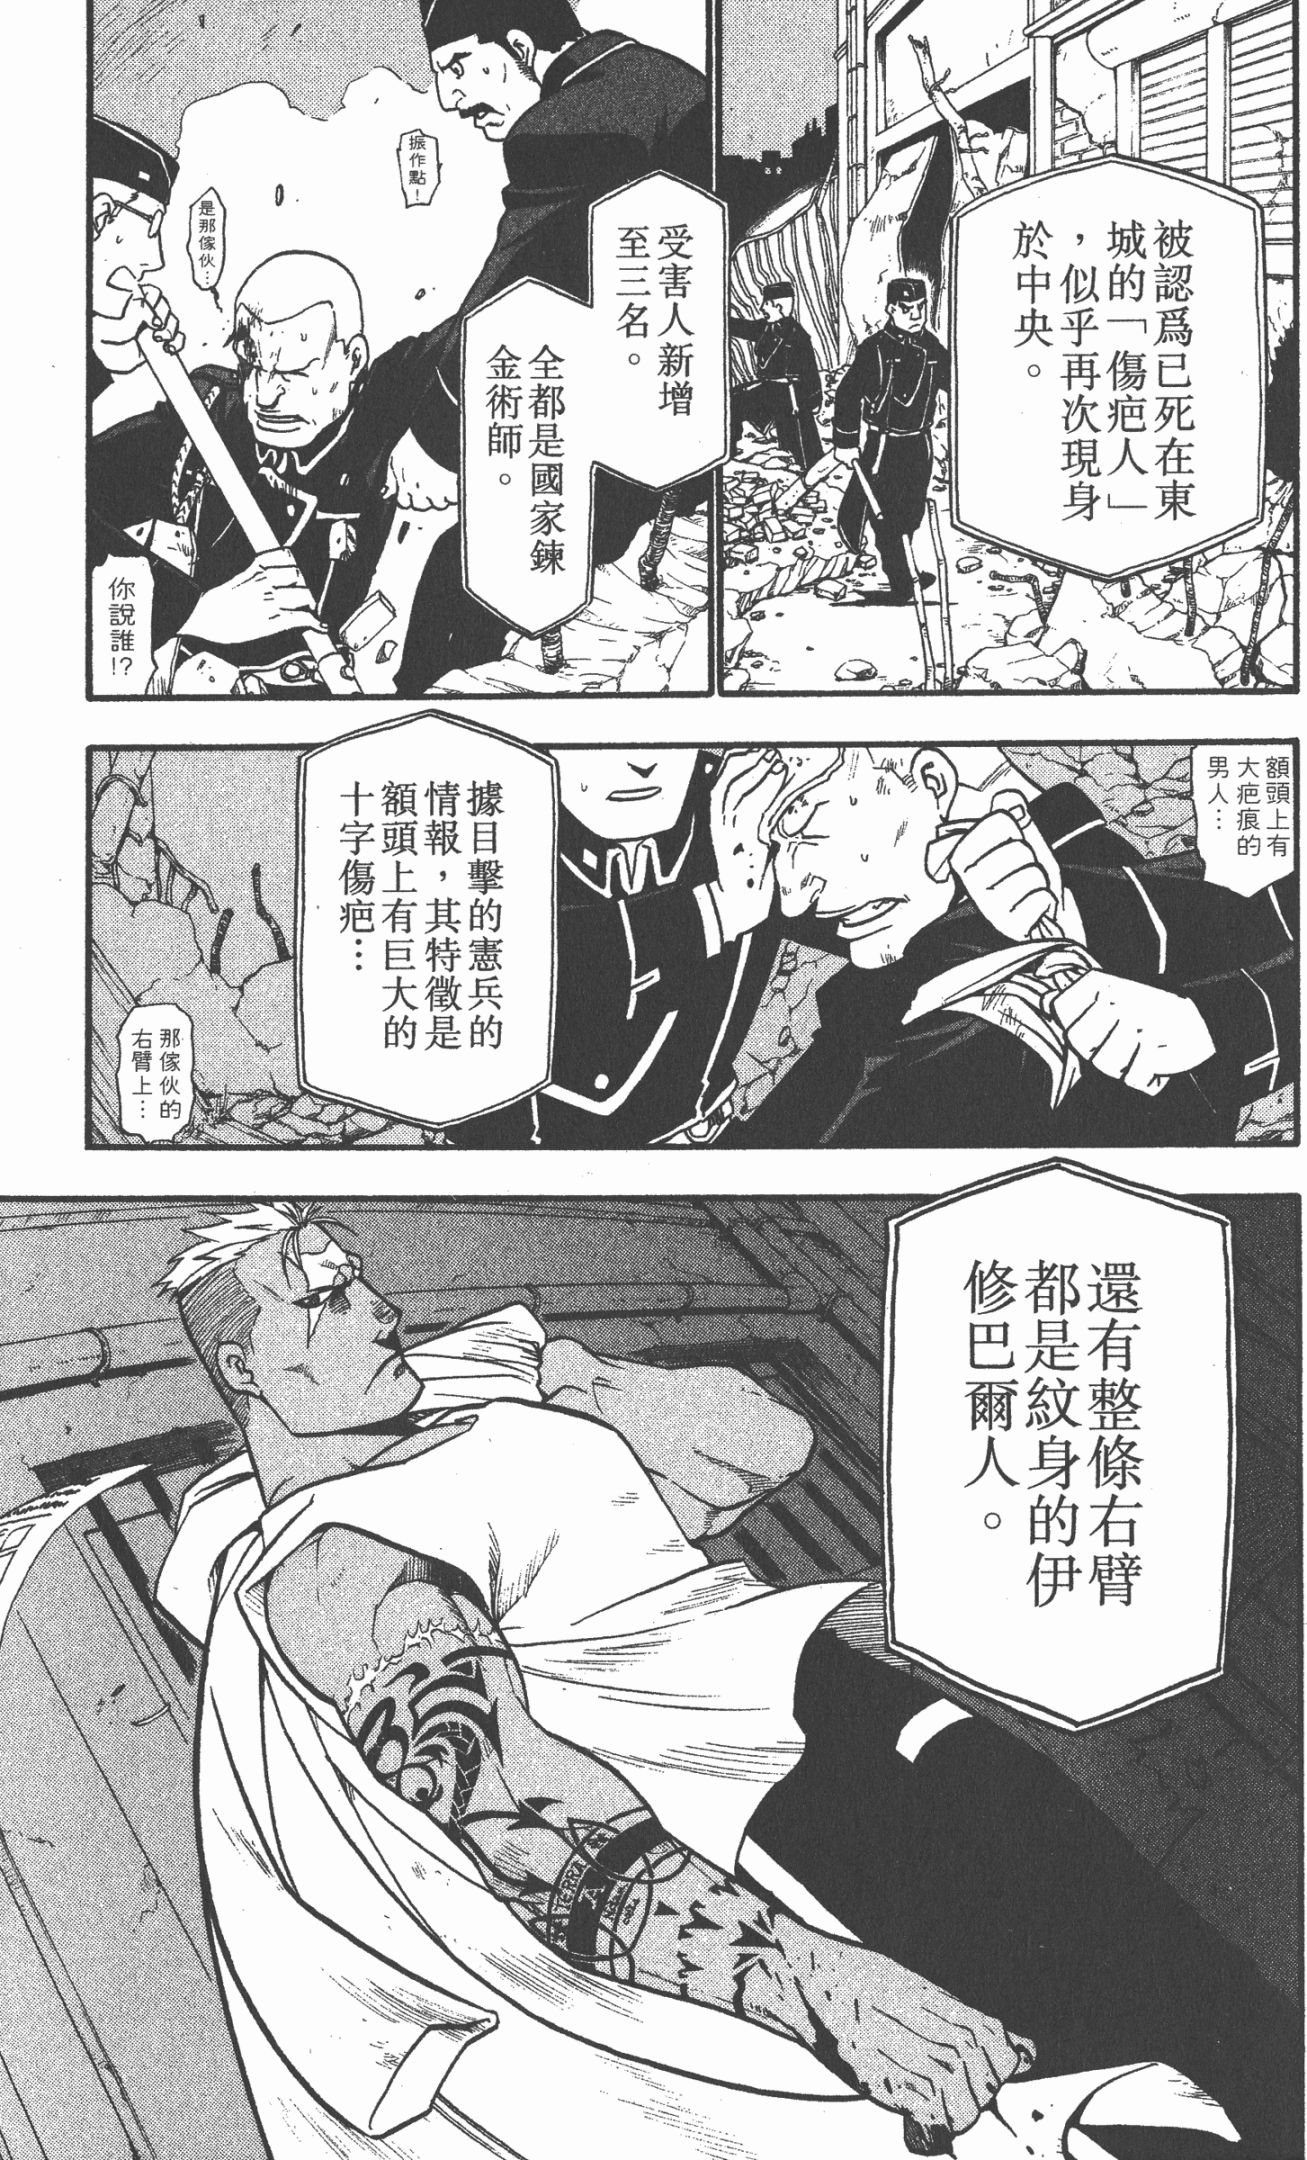 被認爲已死在東
城的「傷疤人」
，似乎再次現身
於中央。
受害人新增
至三名。
全都是國家鍊
金術師。
振作點！
是那傢伙…
你說誰！？
額頭上有
大疤痕的
男人…
據目擊的憲兵的
情報，其特徵是
額頭上有巨大的
十字傷疤…
那傢伙的
右臂上…
還有整條右臂
都是紋身的伊
修巴爾人。
TERRA
A